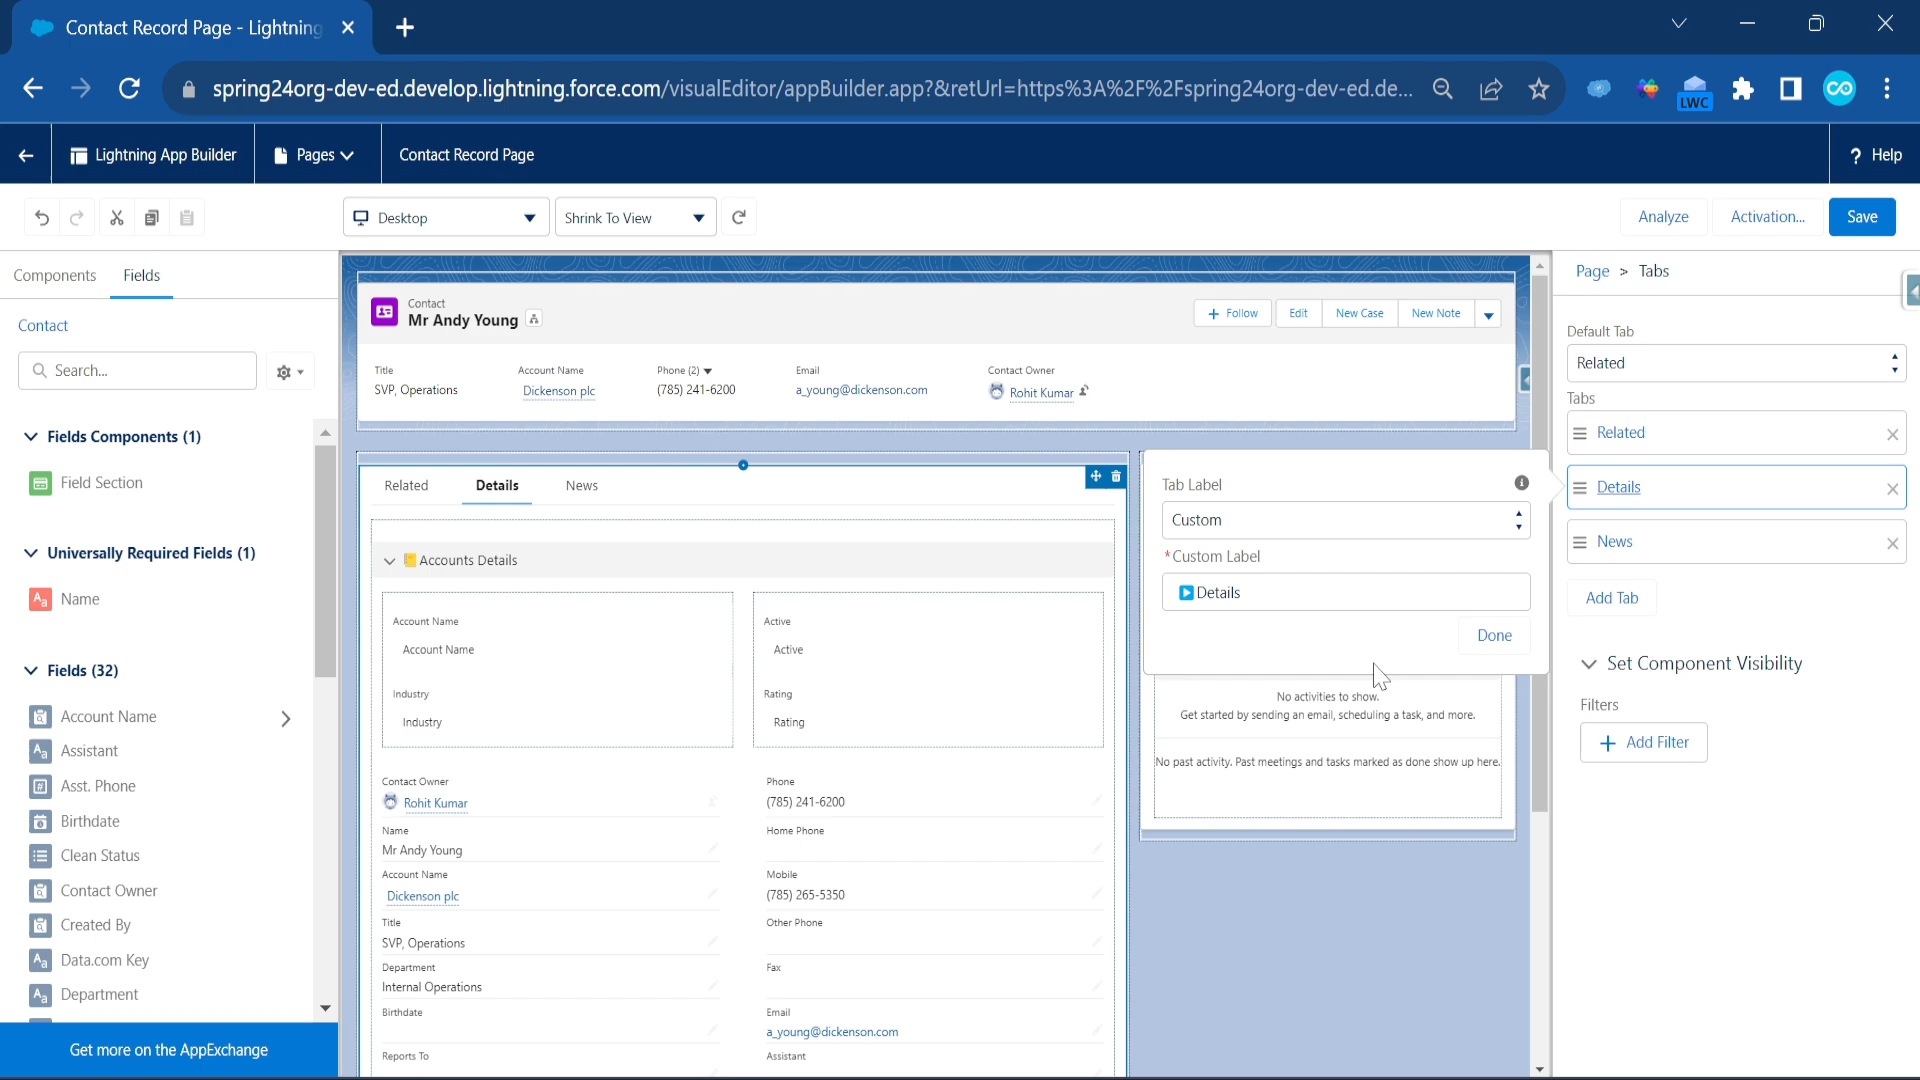 Contact Record Page - Lightning
spring24org-dev-ed.develop.lightning.force.com/visualEditor/appBuilder.app?&retUrl=https%3A%2F%2Fspring24org-dev-ed.de...
LWC
Lightning App Builder
Pages
Contact Record Page
? Help
Desktop
Shrink To View
Analyze
Activation...
Save
Components
Fields
Contact
Search...
Fields Components (1)
Field Section
Universally Required Fields (1)
Aa Name
Fields (32)
Account Name
Aa Assistant
# Asst. Phone
Birthdate
Clean Status
Contact Owner
Created By
Aa Data.com Key
Aa Department
Get more on the AppExchange
Contact
Mr Andy Young
+ Follow
Edit
New Case
New Note
Title
SVP, Operations
Account Name
Dickenson plc
Phone (2)
(785) 241-6200
Email
a_young@dickenson.com
Contact Owner
Rohit Kumar
Related
Details
News
Accounts Details
Account Name
Account Name
Industry
Industry
Active
Active
Rating
Rating
Contact Owner
Rohit Kumar
Phone
(785) 241-6200
Name
Mr Andy Young
Home Phone
Account Name
Dickenson plc
Mobile
(785) 265-5350
Title
SVP, Operations
Other Phone
Department
Internal Operations
Fax
Birthdate
Email
a_young@dickenson.com
Reports To
Assistant
Tab Label
Custom
*Custom Label
▶Details
Done
No activities to show.
Get started by sending an email, scheduling a task, and more.
No past activity. Past meetings and tasks marked as done show up here.
Page > Tabs
Default Tab
Related
Tabs
Related
Details
News
Add Tab
Set Component Visibility
Filters
+ Add Filter